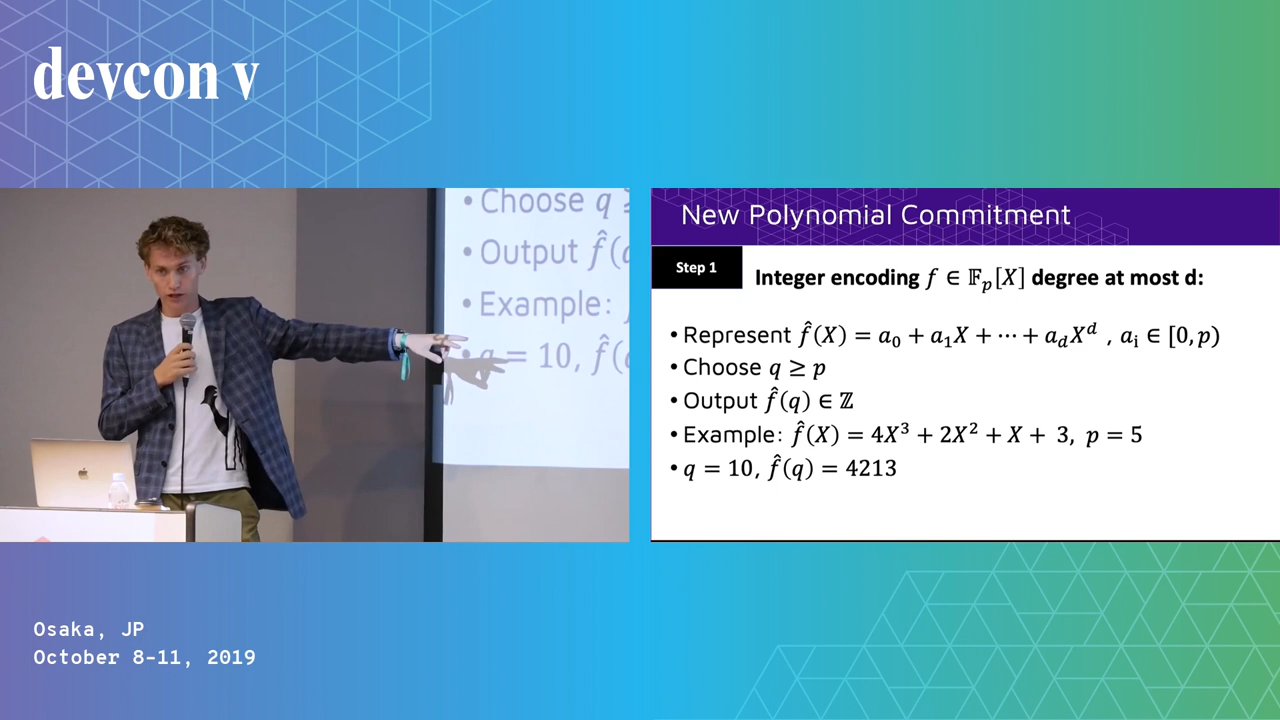 devcon v
• Choose q ≥
• Output f̂(q
• Example:
• q = 10, f̂(q
New Polynomial Commitment
Step 1
Integer encoding f ∈ 𝔽ₚ[X] degree at most d:
• Represent f̂(X) = a₀ + a₁X + ⋯ + a_dXᵈ , aᵢ ∈ [0, p)
• Choose q ≥ p
• Output f̂(q) ∈ ℤ
• Example: f̂(X) = 4X³ + 2X² + X + 3, p = 5
• q = 10, f̂(q) = 4213
Osaka, JP
October 8-11, 2019